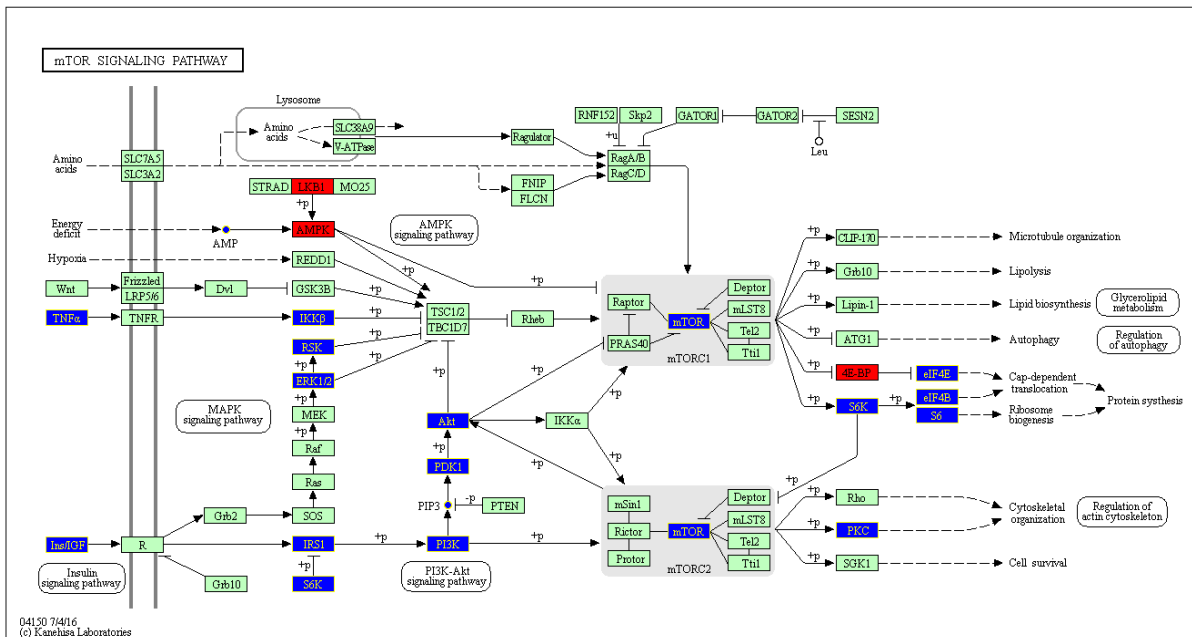 mTOR SIGNALING PATHWAY
Lysosome
Amino
acids
SLC38A9
V-ATPase
Ragulator
RNF152
Skp2
GATOR1
GATOR2
SESN2
+u
Leu
Amino
acids
SLC7A5
SLC3A2
RagA/B
RagC/D
FNIP
FLCN
STRAD
LKB1
MO25
+p
Energy
deficit
AMP
AMPK
AMPK
signaling pathway
+p
CLIP-170
Microtubule organization
Hypoxia
REDD1
+p
+p
+p
Grb10
Lipolysis
Wnt
Frizzled
LRP5/6
Dvl
GSK3B
Raptor
Deptor
mLST8
Tel2
Tti1
mTOR
PRAS40
mTORC1
+p
Lipin-1
Lipid biosynthesis
Glycerolipid
metabolism
TNFα
TNFR
IKKβ
TSC1/2
TBC1D7
Rheb
+p
ATG1
Autophagy
Regulation
of autophagy
RSK
+p
+p
ERK1/2
+p
+p
+p
4E-BP
eIF4E
Cap-dependent
translocation
MAPK
signaling pathway
+p
MEK
+p
+p
S6K
+p
eIF4B
S6
Ribosome
biogenesis
Protein systhesis
Akt
IKKα
+p
Raf
+p
PDK1
+p
+p
+p
Ras
PIP3
-p
PTEN
Grb2
SOS
mSin1
Rictor
Protor
mTOR
Deptor
mLST8
Tel2
Tti1
mTORC2
+p
Rho
Cytoskeletal
organization
Regulation of
actin cytoskeleton
Ins/IGF
R
IRS1
+p
PI3K
+p
+p
PKC
Insulin
signaling pathway
Grb10
+p
S6K
PI3K-Akt
signaling pathway
+p
SGK1
Cell survival
04150 7/4/16
(c) Kanehisa Laboratories